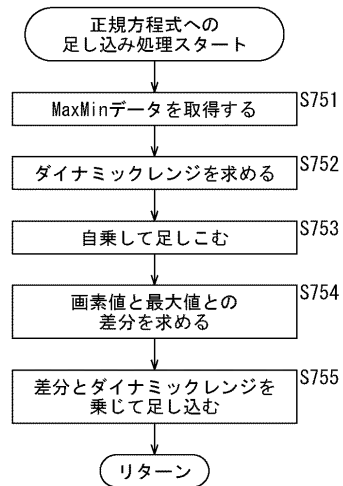 正規方程式への
足し込み処理スタート
MaxMinデータを取得する
S751
ダイナミックレンジを求める
S752
自乗して足しこむ
S753
画素値と最大値との
差分を求める
S754
差分とダイナミックレンジを
乗じて足し込む
S755
リターン